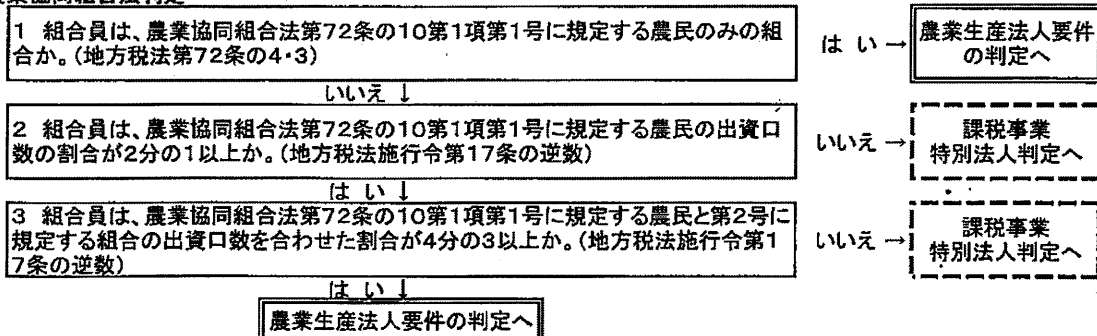 農業協同組合法判定
1 組合員は、農業協同組合法第72条の10第1項第1号に規定する農民のみの組
合か。(地方税法第72条の4・3)
は い →
農業生産法人要件
の判定へ
いいえ ↓
2 組合員は、農業協同組合法第72条の10第1項第1号に規定する農民の出資口
数の割合が2分の1以上か。(地方税法施行令第17条の逆数)
いいえ →
課税事業
特別法人判定へ
は い ↓
3 組合員は、農業協同組合法第72条の10第1項第1号に規定する農民と第2号に
規定する組合の出資口数を合わせた割合が4分の3以上か。(地方税法施行令第1
7条の逆数)
いいえ →
課税事業
特別法人判定へ
は い ↓
農業生産法人要件の判定へ